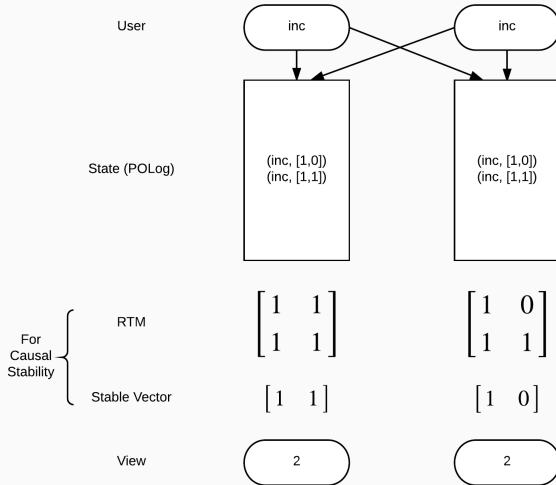 User
inc
inc
State (POLog)
(inc, [1,0])
(inc, [1,1])
(inc, [1,0])
(inc, [1,1])
For
Causal
Stability
RTM
1 1
1 1
1 0
1 1
Stable Vector
[1 1]
[1 0]
View
2
2